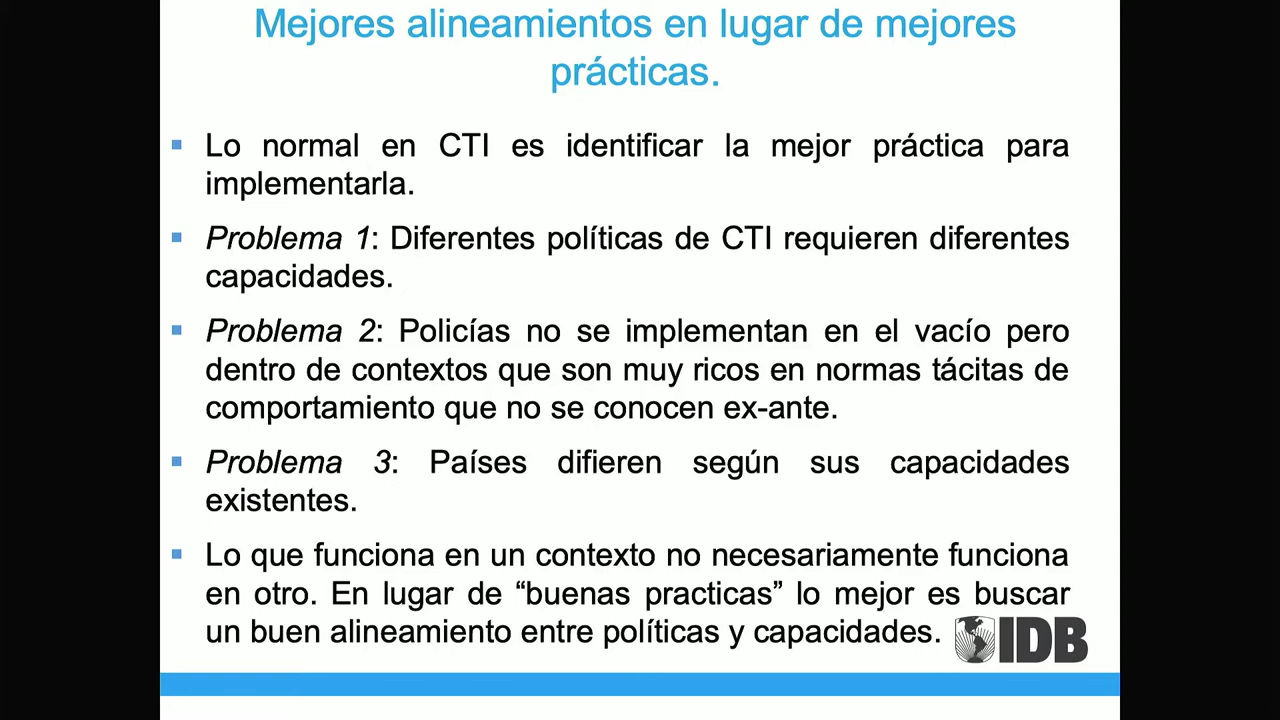 Mejores alineamientos en lugar de mejores
prácticas.
▪ Lo normal en CTI es identificar la mejor práctica para
implementarla.
▪ Problema 1: Diferentes políticas de CTI requieren diferentes
capacidades.
▪ Problema 2: Policías no se implementan en el vacío pero
dentro de contextos que son muy ricos en normas tácitas de
comportamiento que no se conocen ex-ante.
▪ Problema 3: Países difieren según sus capacidades
existentes.
▪ Lo que funciona en un contexto no necesariamente funciona
en otro. En lugar de “buenas practicas” lo mejor es buscar
un buen alineamiento entre políticas y capacidades.
IDB